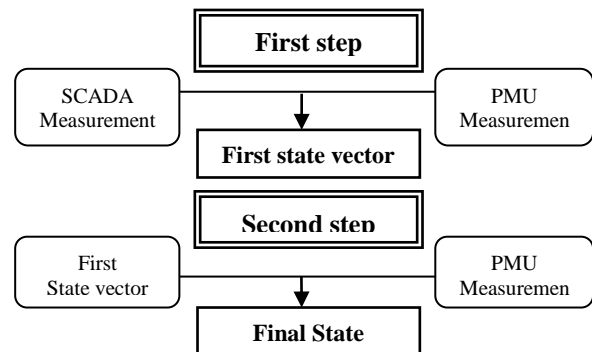 First step
SCADA
Measurement
PMU
Measuremen
First state vector
Second step
First
State vector
PMU
Measuremen
Final State